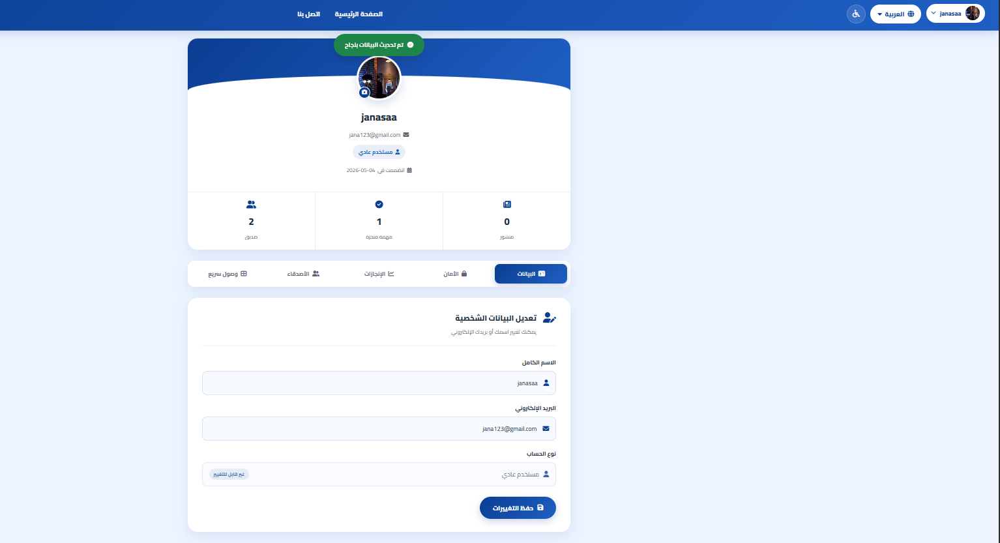 janasaa
العربية
الصفحة الرئيسية
اتصل بنا
تم تحديث البيانات بنجاح
janasaa
jana123@gmail.com
مستخدم عادي
انضممت في 2026-05-04
0
منشور
1
مهمة منجزة
2
صديق
البيانات
الأمان
الإنجازات
الأصدقاء
وصول سريع
تعديل البيانات الشخصية
يمكنك تغيير اسمك أو بريدك الإلكتروني
الاسم الكامل
janasaa
البريد الإلكتروني
jana123@gmail.com
نوع الحساب
مستخدم عادي
غير قابل للتغيير
حفظ التغييرات